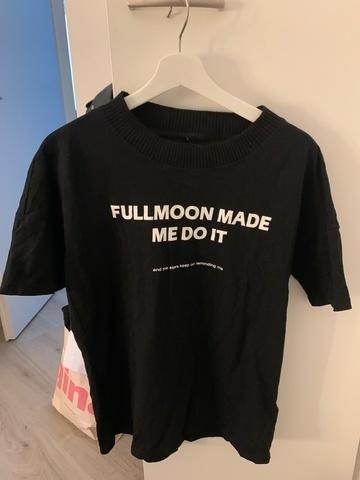 FULLMOON MADE
ME DO IT
and the stars keep on reminding me